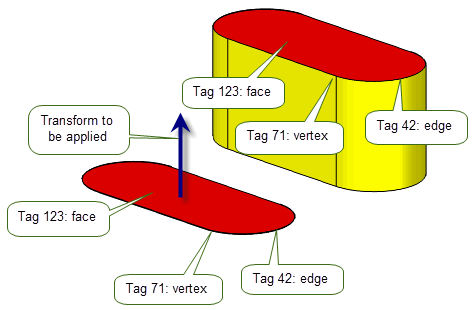 Tag 123: face
Transform to
be applied
Tag 71: vertex
Tag 42: edge
Tag 123: face
Tag 71: vertex
Tag 42: edge